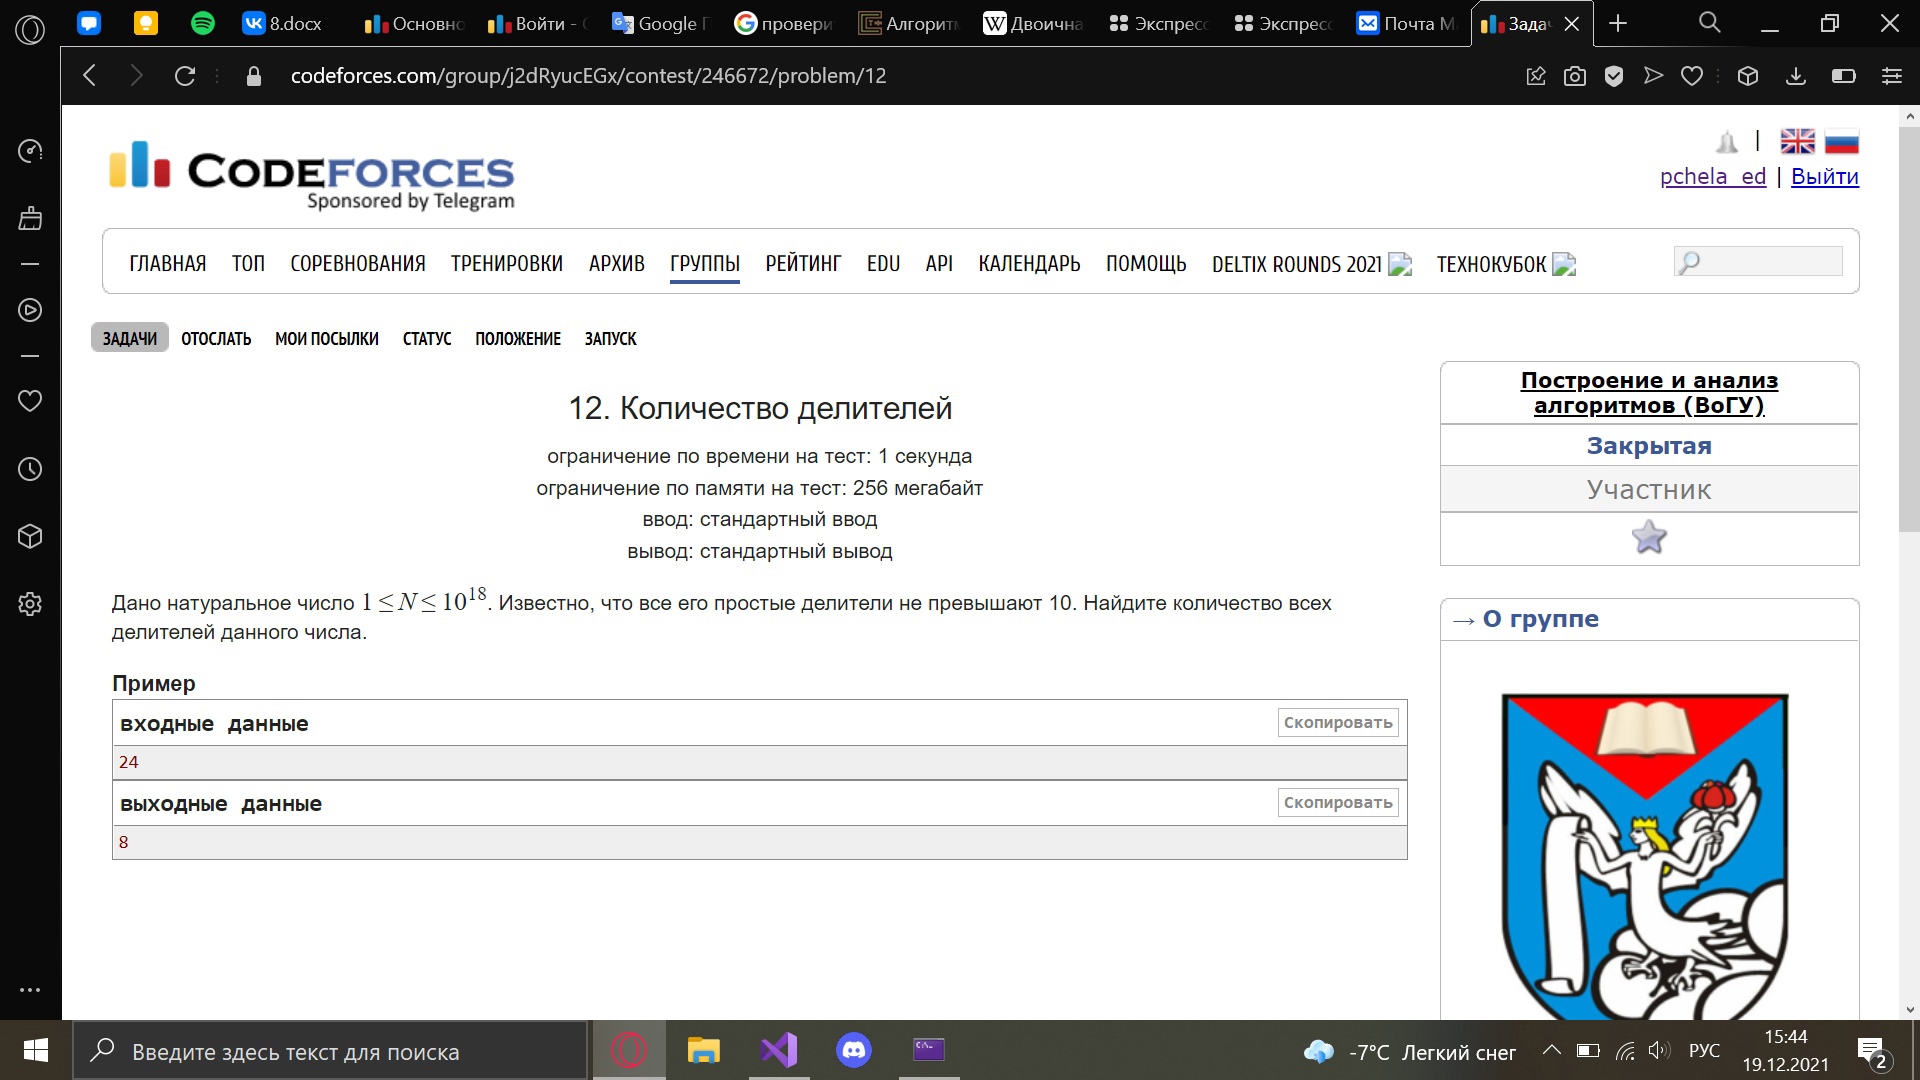 8.docx
Основно
Войти -
Google
провери
Алгорит
Двоична
Экспресс
Экспресс
Почта
Зада
codeforces.com/group/j2dRyucEGx/contest/246672/problem/12
CODEFORCES
Sponsored by Telegram
|
pchela_ed | Выйти
ГЛАВНАЯ ТОП СОРЕВНОВАНИЯ ТРЕНИРОВКИ АРХИВ ГРУППЫ РЕЙТИНГ EDU API КАЛЕНДАРЬ ПОМОЩЬ DELTIX ROUNDS 2021 ТЕХНОКУБОК
ЗАДАЧИ ОТОСЛАТЬ МОИ ПОСЫЛКИ СТАТУС ПОЛОЖЕНИЕ ЗАПУСК
12. Количество делителей
ограничение по времени на тест: 1 секунда
ограничение по памяти на тест: 256 мегабайт
ввод: стандартный ввод
вывод: стандартный вывод
Дано натуральное число 1 ≤ N ≤ 10^18. Известно, что все его простые делители не превышают 10. Найдите количество всех
делителей данного числа.
Пример
входные данные
Скопировать
24
выходные данные
Скопировать
8
Построение и анализ
алгоритмов (ВоГУ)
Закрытая
Участник
→ О группе
Введите здесь текст для поиска
-7°C Легкий снег
РУС
15:44
19.12.2021
2